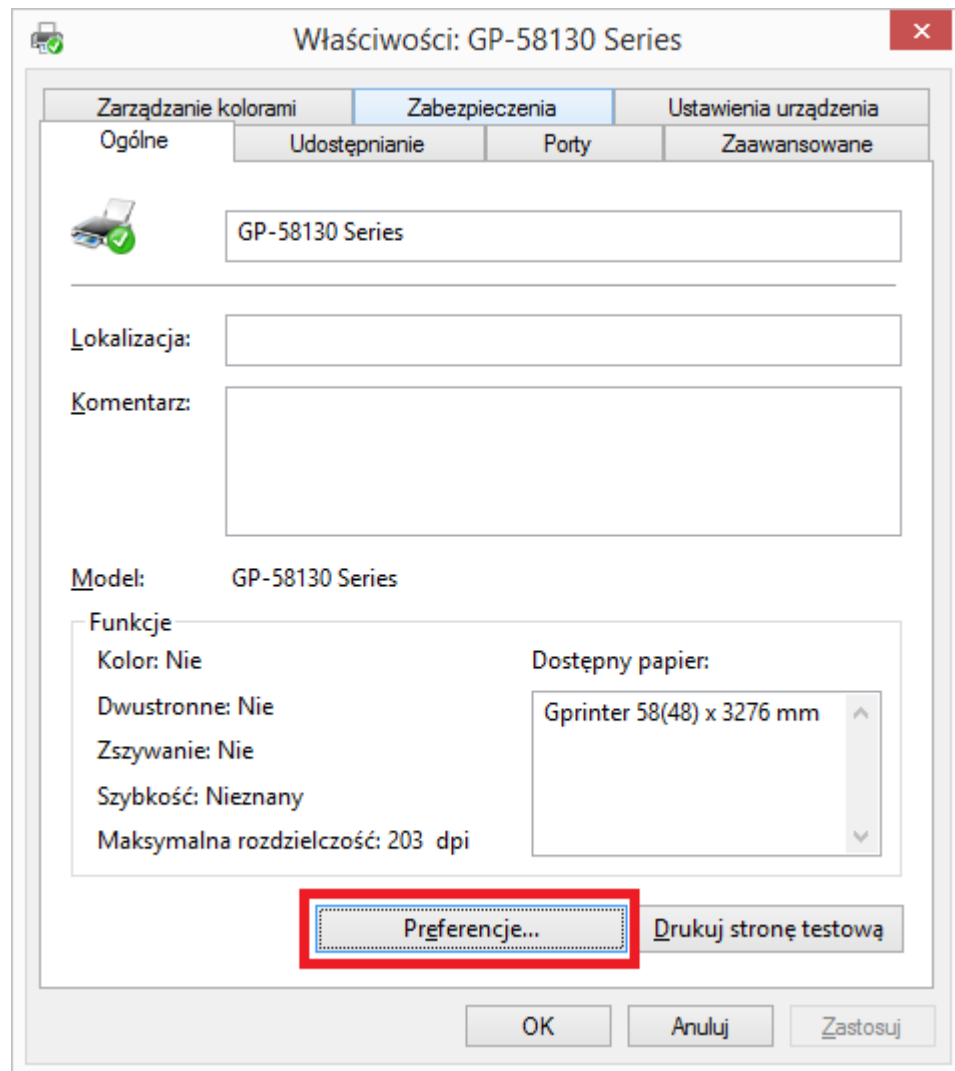 Właściwości: GP-58130 Series
Zarządzanie kolorami Zabezpieczenia Ustawienia urządzenia
Ogólne Udostępnianie Porty Zaawansowane
GP-58130 Series
Lokalizacja:
Komentarz:
Model: GP-58130 Series
Funkcje
Kolor: Nie Dostępny papier:
Dwustronne: Nie Gprinter 58(48) x 3276 mm
Zszywanie: Nie
Szybkość: Nieznany
Maksymalna rozdzielczość: 203 dpi
Preferencje... Drukuj stronę testową
OK Anuluj Zastosuj